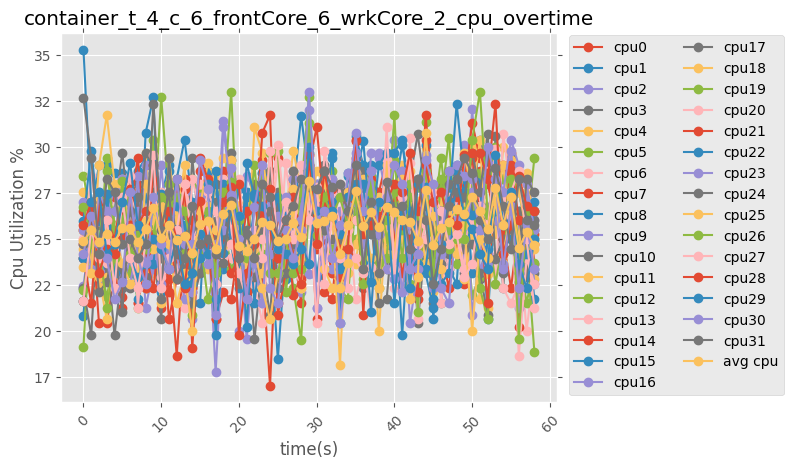 container_t_4_c_6_frontCore_6_wrkCore_2_cpu_overtime
Cpu Utilization %
35
32
30
27
25
22
20
17
0
10
20
30
40
50
60
time(s)
cpu0
cpu1
cpu2
cpu3
cpu4
cpu5
cpu6
cpu7
cpu8
cpu9
cpu10
cpu11
cpu12
cpu13
cpu14
cpu15
cpu16
cpu17
cpu18
cpu19
cpu20
cpu21
cpu22
cpu23
cpu24
cpu25
cpu26
cpu27
cpu28
cpu29
cpu30
cpu31
avg cpu